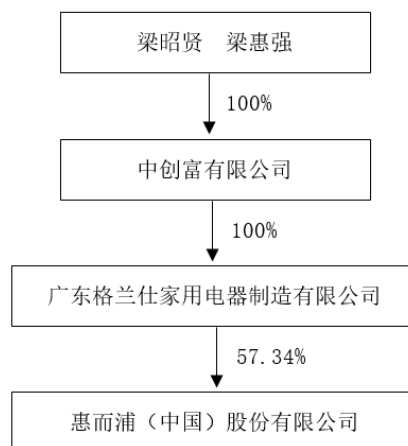 梁昭贤 梁惠强
100%
中创富有限公司
100%
广东格兰仕家用电器制造有限公司
57.34%
惠而浦（中国）股份有限公司